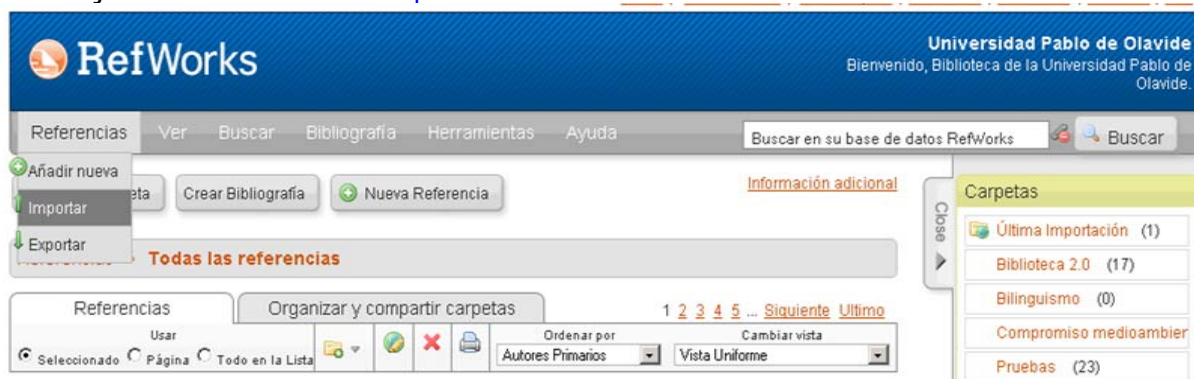 RefWorks
Universidad Pablo de Olavide
Bienvenido, Biblioteca de la Universidad Pablo de
Olavide.
Referencias Ver Buscar Bibliografía Herramientas Ayuda
Buscar en su base de datos RefWorks Buscar
Añadir nueva
Importar
Exportar
Crear Bibliografía Nueva Referencia
Información adicional
Todas las referencias
Referencias Organizar y compartir carpetas
1 2 3 4 5 ... Siguiente Ultimo
Usar
Seleccionado Página Todo en la Lista
Ordenar por
Autores Primarios
Cambiar vista
Vista Uniforme
Close
Carpetas
Última Importación (1)
Biblioteca 2.0 (17)
Bilinguismo (0)
Compromiso medioambier
Pruebas (23)